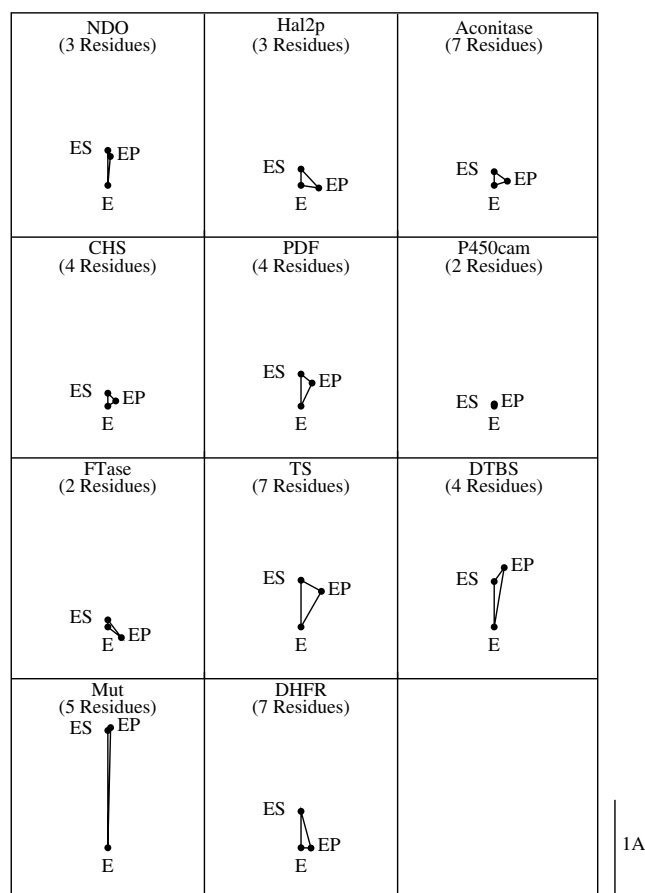 NDO
(3 Residues)
ES
EP
E
Hal2p
(3 Residues)
ES
EP
E
Aconitase
(7 Residues)
ES
EP
E
CHS
(4 Residues)
ES
EP
E
PDF
(4 Residues)
ES
EP
E
P450cam
(2 Residues)
ES
EP
E
FTase
(2 Residues)
ES
EP
E
TS
(7 Residues)
ES
EP
E
DTBS
(4 Residues)
ES
EP
E
Mut
(5 Residues)
ES
EP
E
DHFR
(7 Residues)
ES
EP
E
1A